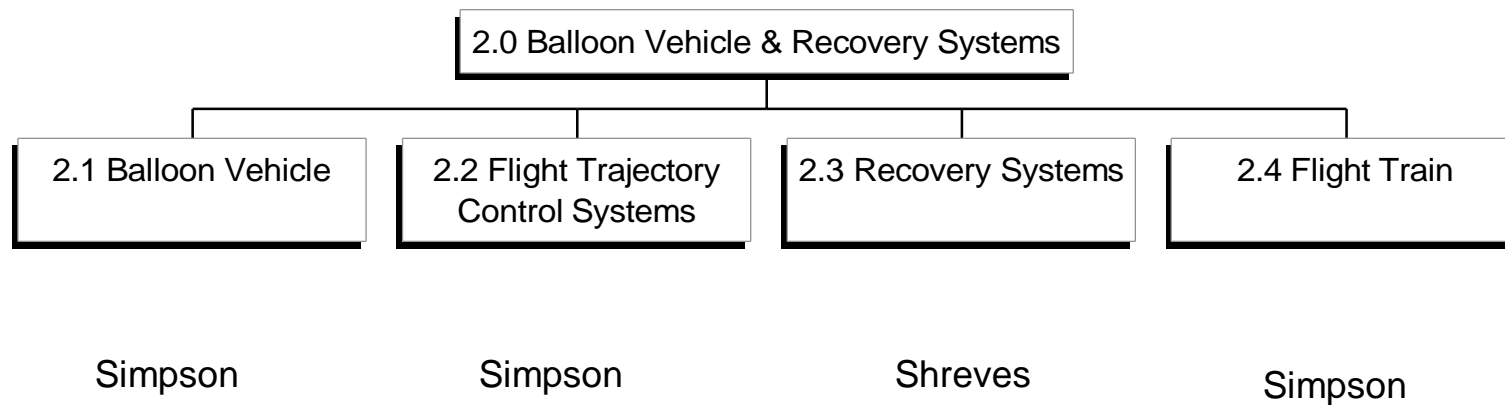 2.0 Balloon Vehicle & Recovery Systems
2.1 Balloon Vehicle
2.2 Flight Trajectory
Control Systems
2.3 Recovery Systems
2.4 Flight Train
Simpson
Simpson
Shreves
Simpson